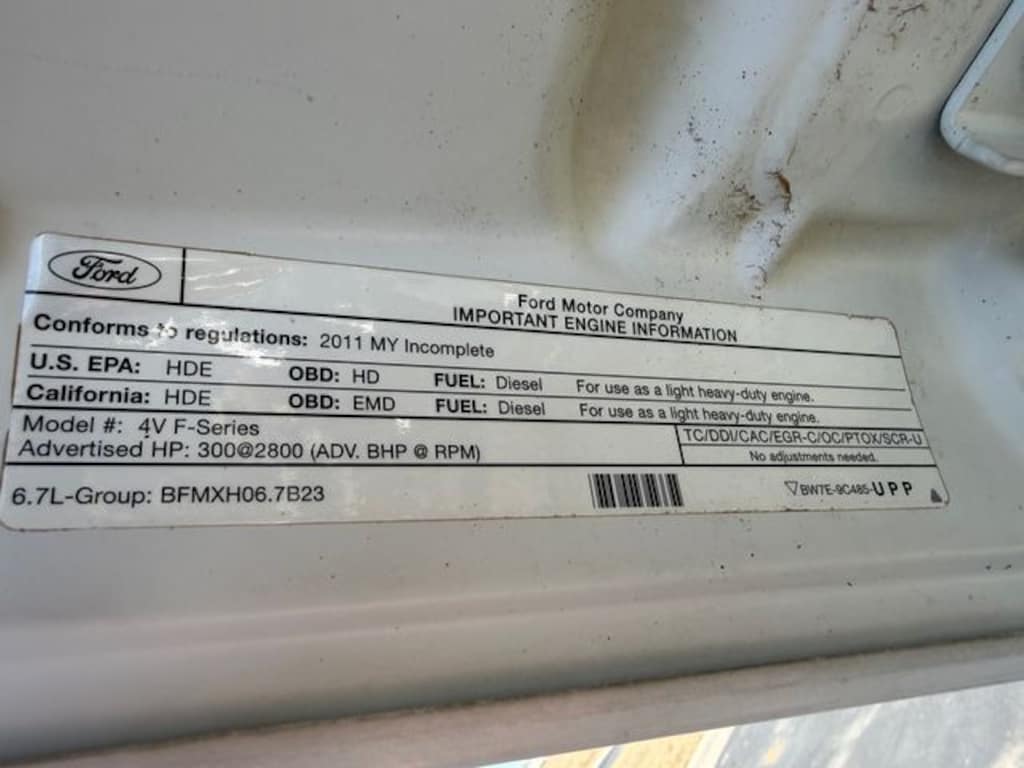 Ford
Ford Motor Company
IMPORTANT ENGINE INFORMATION
Conforms to regulations: 2011 MY Incomplete
U.S. EPA: HDE OBD: HD FUEL: Diesel For use as a light heavy-duty engine.
California: HDE OBD: EMD FUEL: Diesel For use as a light heavy-duty engine.
Model #: 4V F-Series
Advertised HP: 300@2800 (ADV. BHP @ RPM)
TC/DDI/CAC/EGR-C/OC/PTOX/SCR-U
No adjustments needed.
6.7L-Group: BFMXH06.7B23
BW7E-9C485-UPP